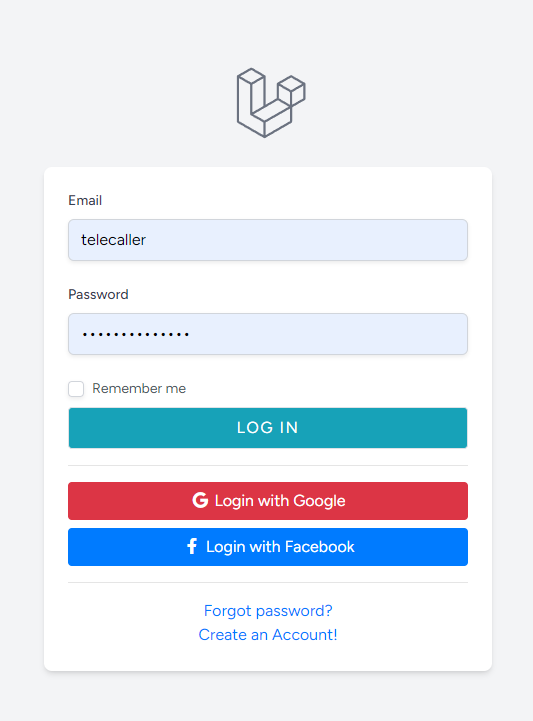 Email
telecaller
Password
••••••••••••••
Remember me
LOG IN
Login with Google
Login with Facebook
Forgot password?
Create an Account!